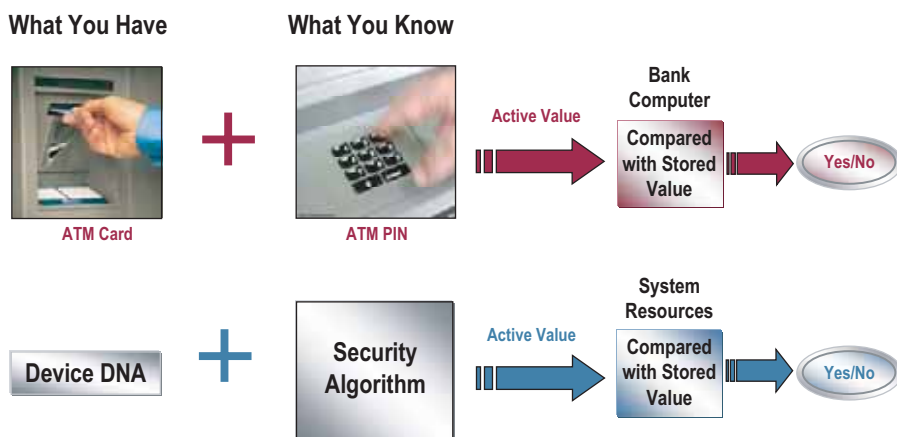 What You Have
What You Know
Bank
Computer
Active Value
Compared
with Stored
Value
Yes/No
ATM Card
ATM PIN
System
Resources
Device DNA
Security
Algorithm
Active Value
Compared
with Stored
Value
Yes/No